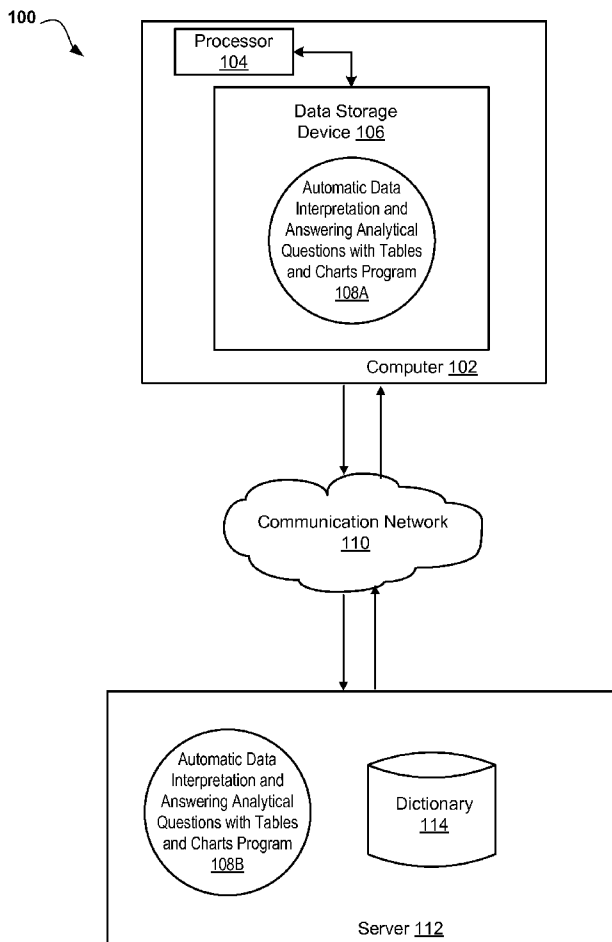 100
Processor
104
Data Storage
Device 106
Automatic Data
Interpretation and
Answering Analytical
Questions with Tables
and Charts Program
108A
Computer 102
Communication Network
110
Automatic Data
Interpretation and
Answering Analytical
Questions with Tables
and Charts Program
108B
Dictionary
114
Server 112